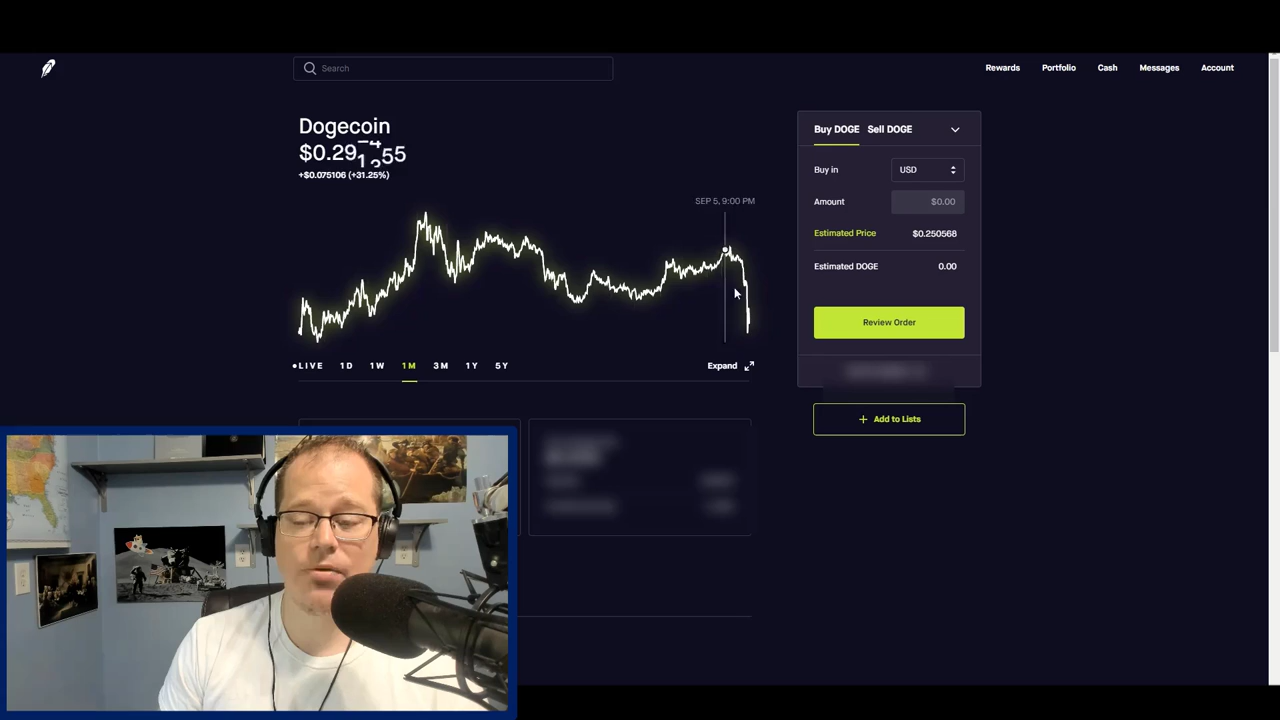 Search
Rewards
Portfolio
Cash
Messages
Account
Dogecoin
$0.29
+$0.075106 (+31.25%)
SEP 5, 9:00 PM
LIVE
1D
1W
1M
3M
1Y
5Y
Expand
Buy DOGE
Sell DOGE
Buy in
USD
Amount
$0.00
Estimated Price
$0.250568
Estimated DOGE
0.00
Review Order
Add to Lists